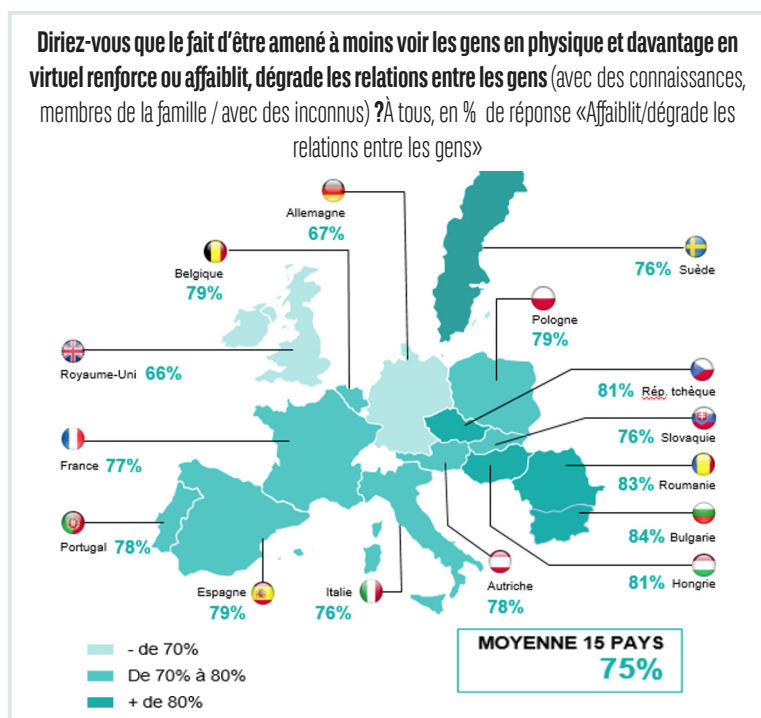 Diriez-vous que le fait d'être amené à moins voir les gens en physique et davantage en
virtuel renforce ou affaiblit, dégrade les relations entre les gens (avec des connaissances,
membres de la famille / avec des inconnus) ?À tous, en % de réponse «Affaiblit/dégrade les
relations entre les gens»
Allemagne
67%
Belgique
79%
76% Suède
Pologne
79%
Royaume-Uni 66%
81% Rép. tchèque
76% Slovaquie
France 77%
83% Roumanie
84% Bulgarie
Portugal 78%
81% Hongrie
Espagne
79%
Italie
76%
Autriche
78%
- de 70%
De 70% à 80%
+ de 80%
MOYENNE 15 PAYS
75%